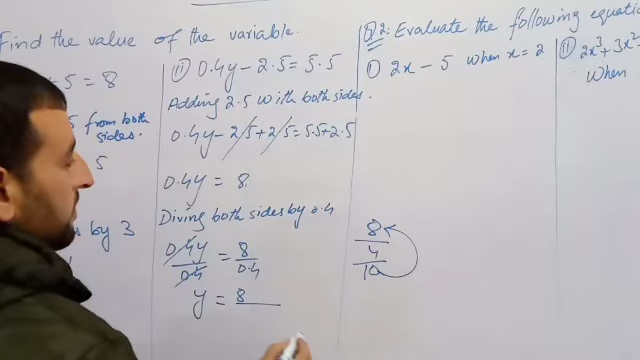 Find the value of the variable.
+ 5 = 8
5 from both
sides.
5
by 3
(ii) 0.4y - 2.5 = 5.5
Adding 2.5 with both sides.
0.4y - 2.5 + 2.5 = 5.5 + 2.5
0.4y = 8
Diving both sides by 0.4
0.4y/0.4 = 8/0.4
y = 8
8
4
10
Q2: Evaluate the following equatio
(i) 2x - 5 when x = 2
(ii) 2x³ + 3x²
when